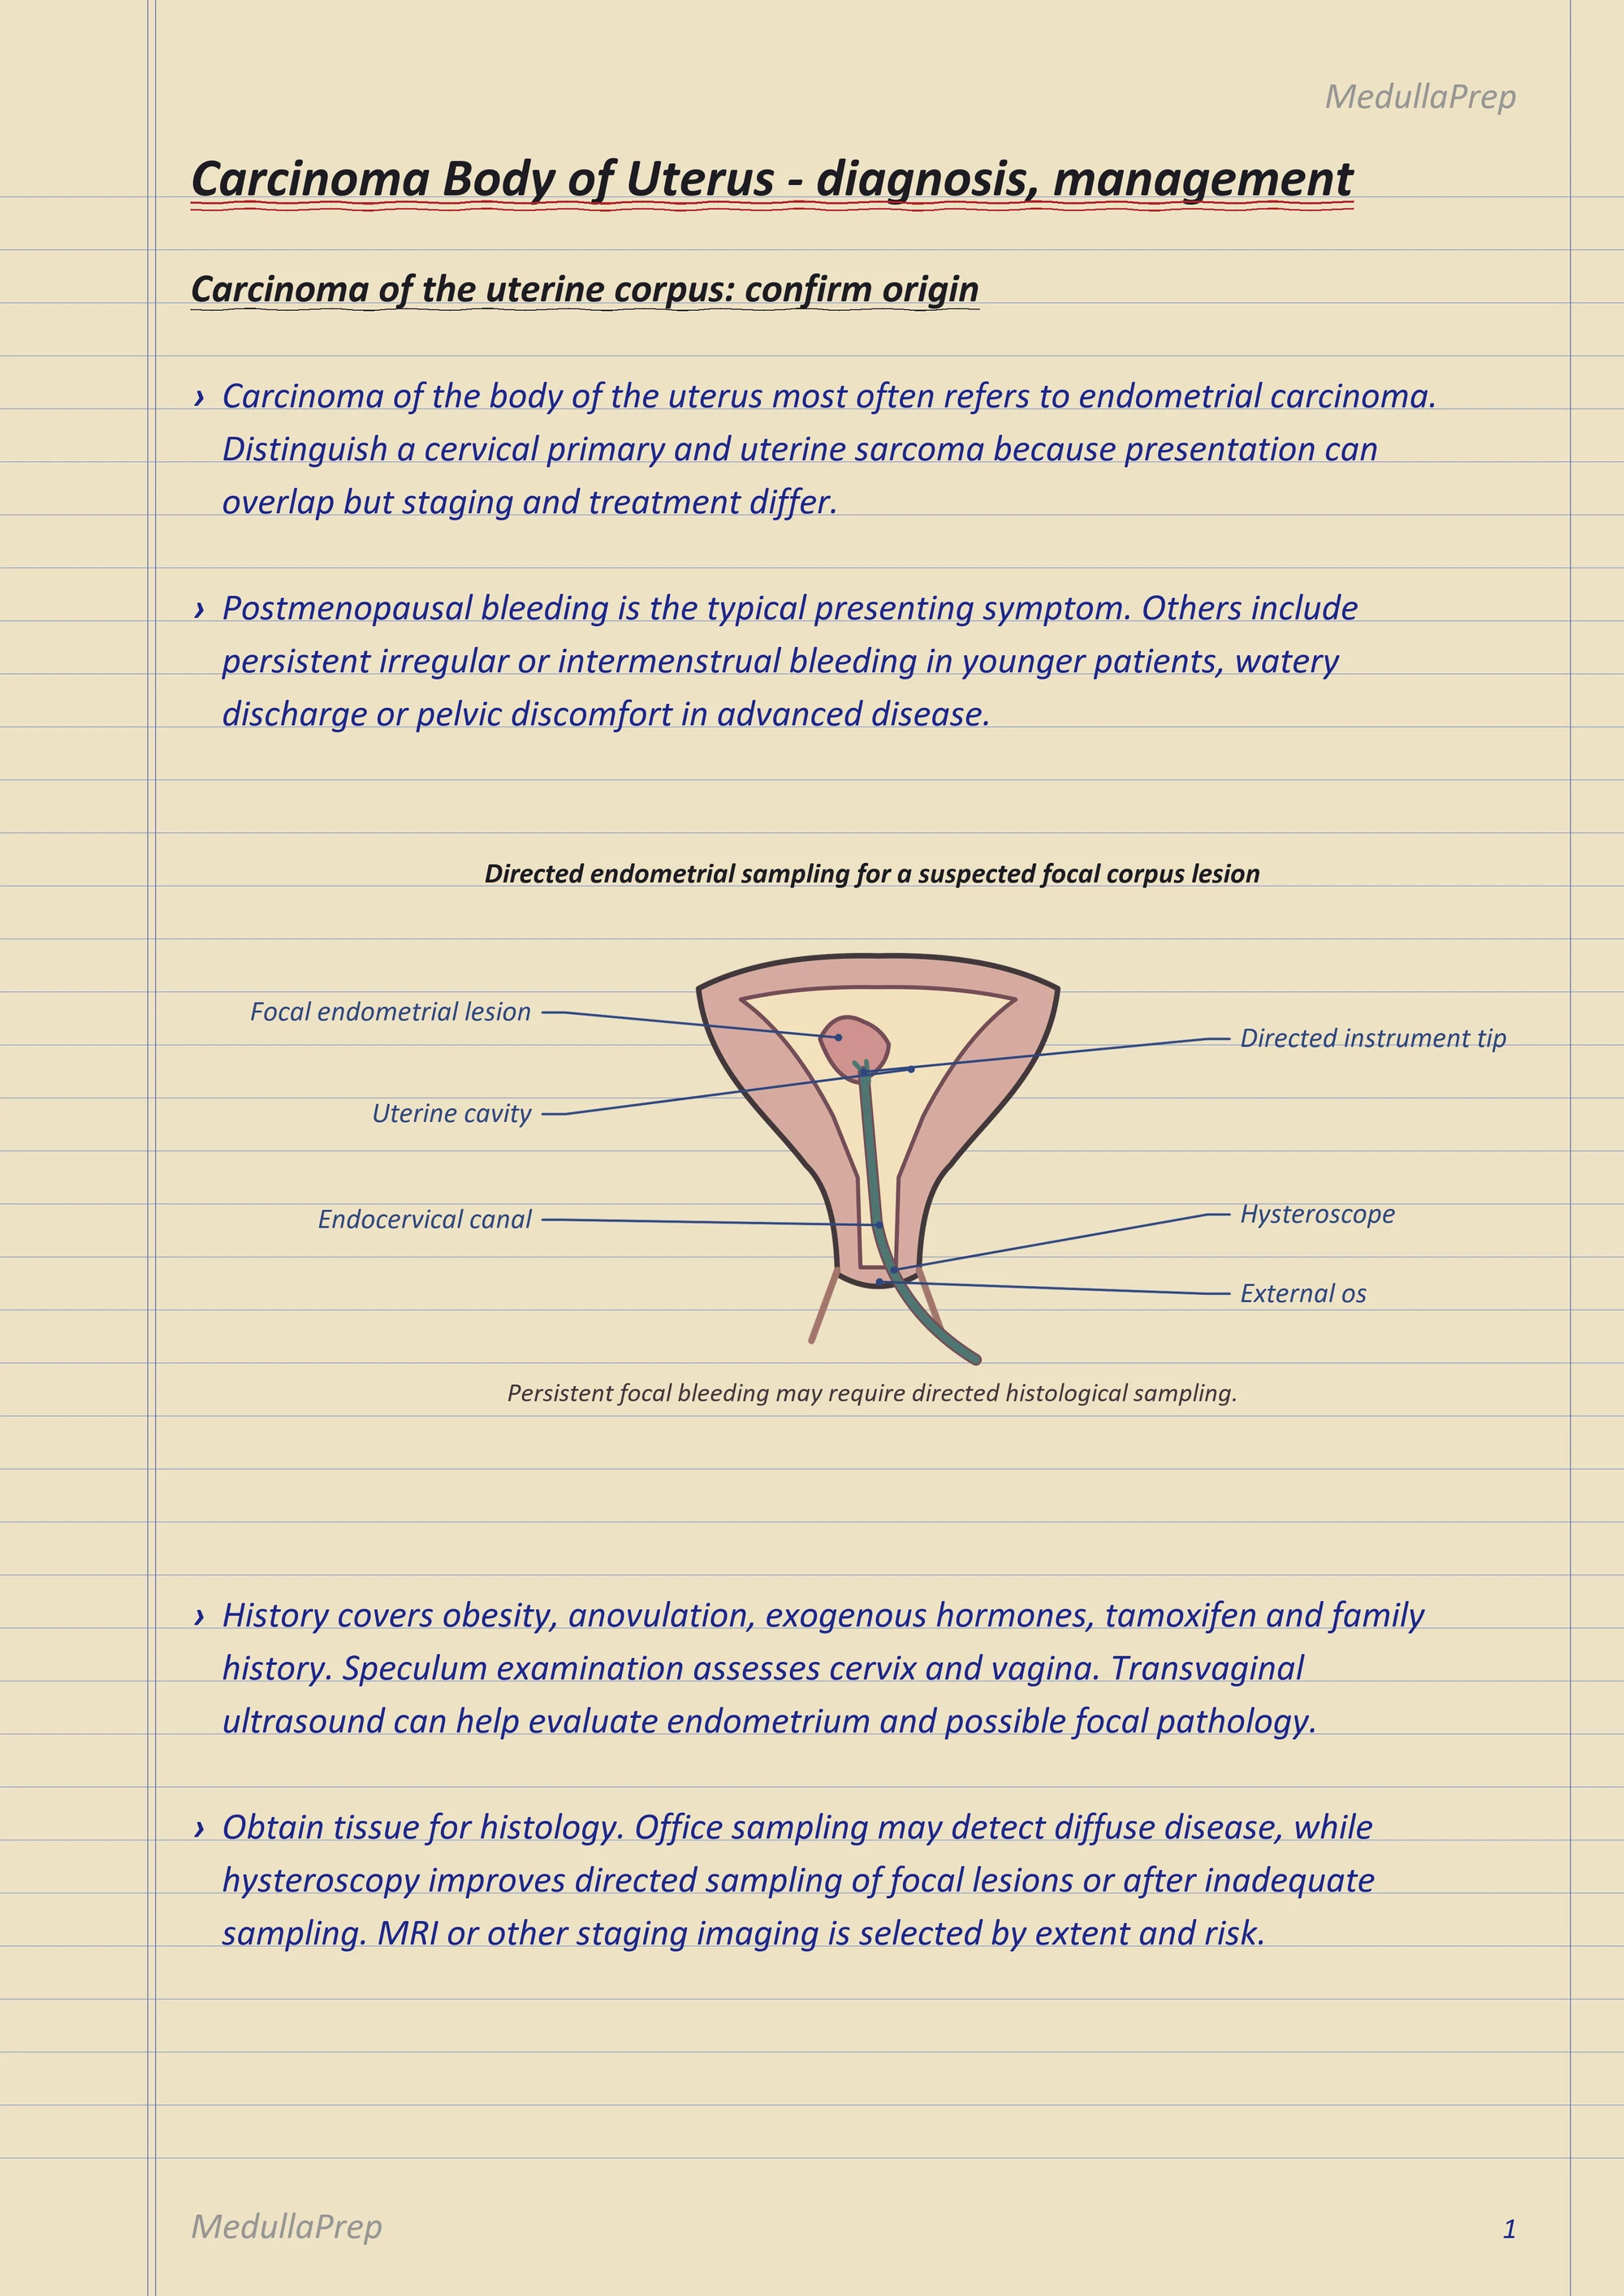 MedullaPrep
Carcinoma Body of Uterus - diagnosis, management
Carcinoma of the uterine corpus: confirm origin
› Carcinoma of the body of the uterus most often refers to endometrial carcinoma.
Distinguish a cervical primary and uterine sarcoma because presentation can
overlap but staging and treatment differ.
› Postmenopausal bleeding is the typical presenting symptom. Others include
persistent irregular or intermenstrual bleeding in younger patients, watery
discharge or pelvic discomfort in advanced disease.
Directed endometrial sampling for a suspected focal corpus lesion
Focal endometrial lesion
Directed instrument tip
Uterine cavity
Endocervical canal
Hysteroscope
External os
Persistent focal bleeding may require directed histological sampling.
› History covers obesity, anovulation, exogenous hormones, tamoxifen and family
history. Speculum examination assesses cervix and vagina. Transvaginal
ultrasound can help evaluate endometrium and possible focal pathology.
› Obtain tissue for histology. Office sampling may detect diffuse disease, while
hysteroscopy improves directed sampling of focal lesions or after inadequate
sampling. MRI or other staging imaging is selected by extent and risk.
MedullaPrep
1